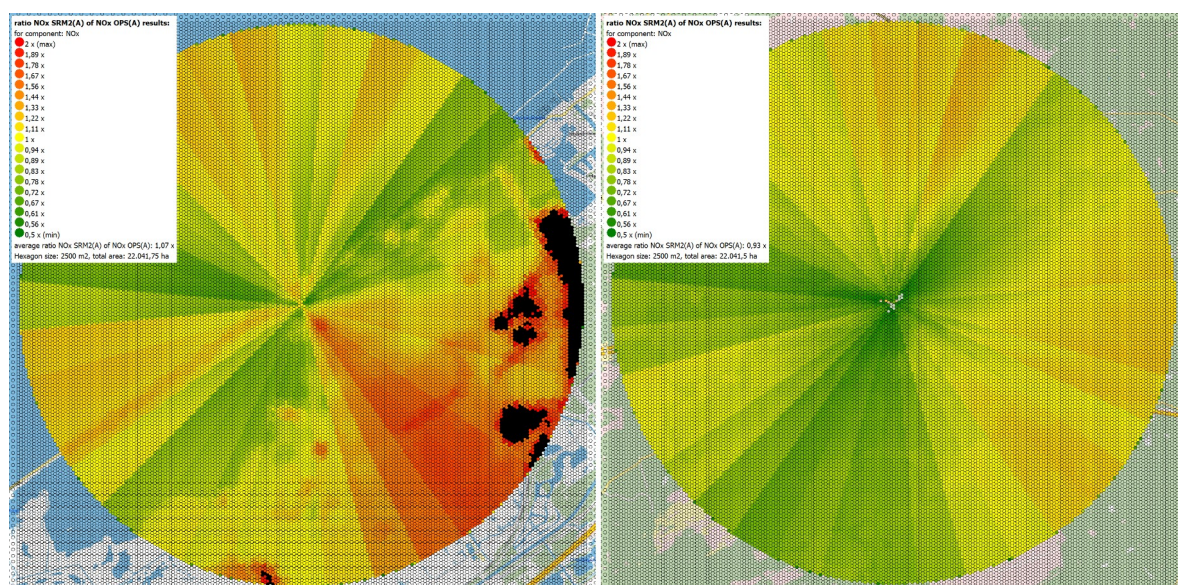 ratio NOx SRM2(A) of NOx OPS(A) results:
for component: NOx
2 x (max)
1,89 x
1,78 x
1,67 x
1,56 x
1,44 x
1,33 x
1,22 x
1,11 x
1 x
0,94 x
0,89 x
0,83 x
0,78 x
0,72 x
0,67 x
0,61 x
0,56 x
0,5 x (min)
average ratio NOx SRM2(A) of NOx OPS(A): 1,07 x
Hexagon size: 2500 m2, total area: 22.041,75 ha
ratio NOx SRM2(A) of NOx OPS(A) results:
for component: NOx
2 x (max)
1,89 x
1,78 x
1,67 x
1,56 x
1,44 x
1,33 x
1,22 x
1,11 x
1 x
0,94 x
0,89 x
0,83 x
0,78 x
0,72 x
0,67 x
0,61 x
0,56 x
0,5 x (min)
average ratio NOx SRM2(A) of NOx OPS(A): 0,93 x
Hexagon size: 2500 m2, total area: 22.041,5 ha